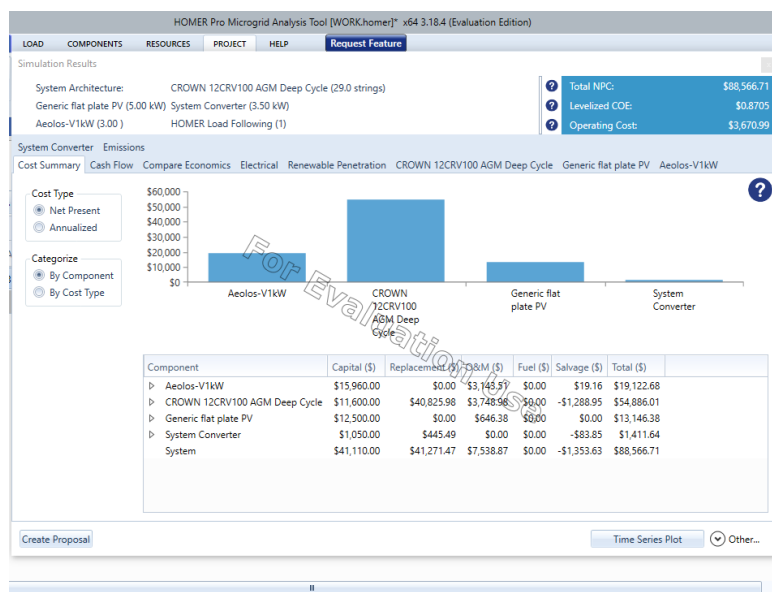 HOMER Pro Microgrid Analysis Tool [WORK.homer]* x64 3.18.4 (Evaluation Edition)
LOAD COMPONENTS RESOURCES PROJECT HELP Request Feature
Simulation Results
System Architecture: CROWN 12CRV100 AGM Deep Cycle (29.0 strings)
Generic flat plate PV (5.00 kW) System Converter (3.50 kW)
Aeolos-V1kW (3.00 ) HOMER Load Following (1)
Total NPC: $88,566.71
Levelized COE: $0.8705
Operating Cost: $3,670.99
System Converter Emissions
Cost Summary Cash Flow Compare Economics Electrical Renewable Penetration CROWN 12CRV100 AGM Deep Cycle Generic flat plate PV Aeolos-V1kW
Cost Type
Net Present
Annualized
Categorize
By Component
By Cost Type
$60,000
$50,000
$40,000
$30,000
$20,000
$10,000
$0
Aeolos-V1kW
CROWN
12CRV100
AGM Deep
Cycle
Generic flat
plate PV
System
Converter
For Evaluation Use
Component Capital ($) Replacement ($) O&M ($) Fuel ($) Salvage ($) Total ($)
Aeolos-V1kW $15,960.00 $0.00 $3,143.51 $0.00 $19.16 $19,122.68
CROWN 12CRV100 AGM Deep Cycle $11,600.00 $40,825.98 $3,748.98 $0.00 -$1,288.95 $54,886.01
Generic flat plate PV $12,500.00 $0.00 $646.38 $0.00 $0.00 $13,146.38
System Converter $1,050.00 $445.49 $0.00 $0.00 -$83.85 $1,411.64
System $41,110.00 $41,271.47 $7,538.87 $0.00 -$1,353.63 $88,566.71
Create Proposal
Time Series Plot
Other...